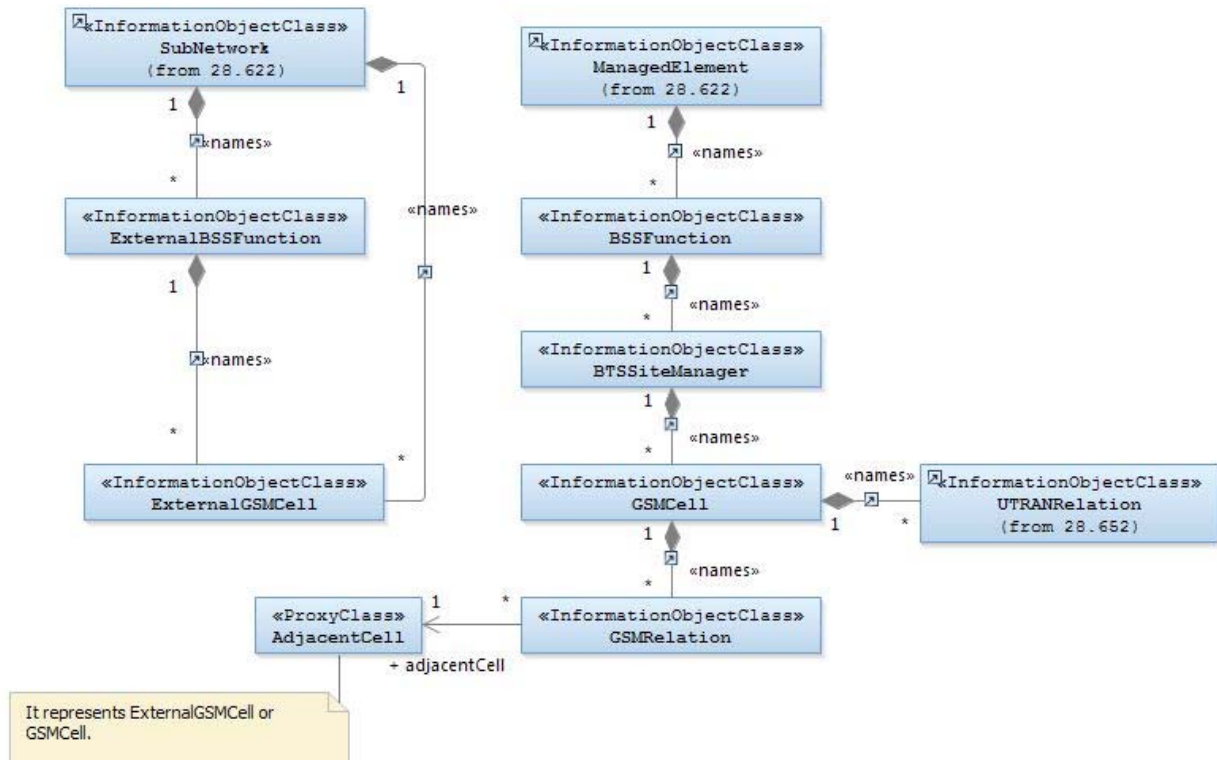 «InformationObjectClass»
SubNetwork
(from 28.622)
1
1
«names»
*
«InformationObjectClass»
ExternalBSSFunction
1
«names»
*
«names»
*
«InformationObjectClass»
ExternalGSMCell
«InformationObjectClass»
ManagedElement
(from 28.622)
1
«names»
*
«InformationObjectClass»
BSSFunction
1
«names»
*
«InformationObjectClass»
BTSSiteManager
1
«names»
*
«InformationObjectClass»
GSMCell
1
«names»
*
«InformationObjectClass»
UTRANRelation
(from 28.652)
1
«names»
*
«InformationObjectClass»
GSMRelation
*
1
+ adjacentCell
«ProxyClass»
AdjacentCell
It represents ExternalGSMCell or
GSMCell.